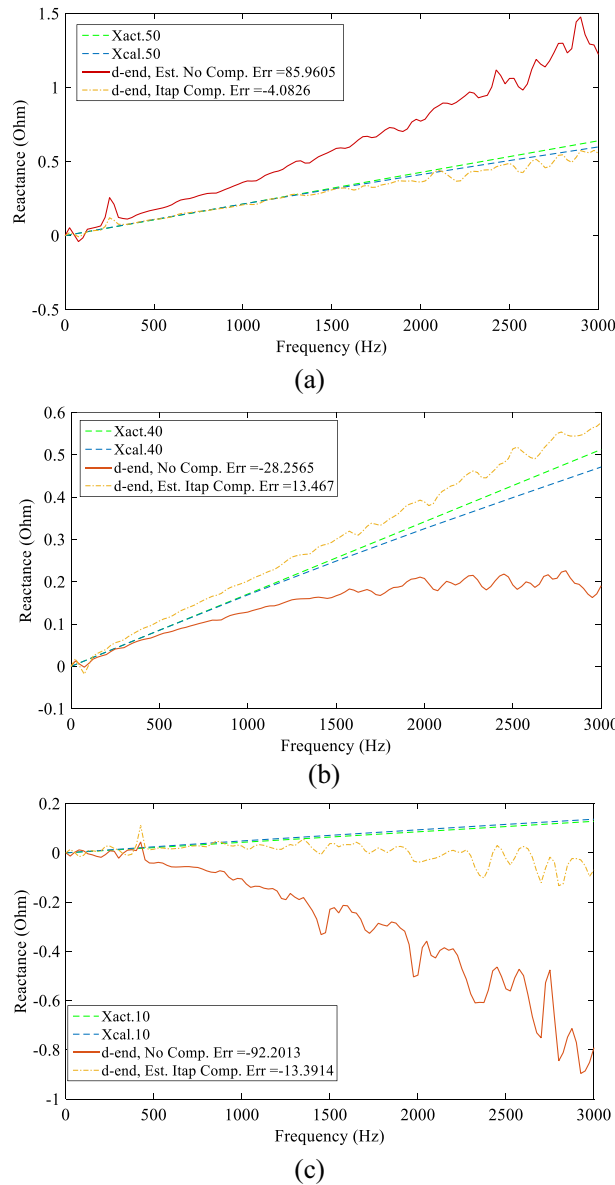 1.5
Xact.50
Xcal.50
d-end, Est. No Comp. Err =85.9605
d-end, Itap Comp. Err=-4.0826
1
0.5
0
-0.5
Reactance (Ohm)
0 500 1000 1500 2000 2500 3000
Frequency (Hz)
(a)
0.6
Xact.40
Xcal.40
d-end, No Comp. Err=-28.2565
d-end, Est. Itap Comp. Err=13.467
0.5
0.4
0.3
0.2
0.1
0
-0.1
Reactance (Ohm)
0 500 1000 1500 2000 2500 3000
Frequency (Hz)
(b)
0.2
0
-0.2
-0.4
-0.6
-0.8
-1
Reactance (Ohm)
Xact.10
Xcal.10
d-end, No Comp. Err=-92.2013
d-end, Est. Itap Comp. Err=-13.3914
0 500 1000 1500 2000 2500 3000
Frequency (Hz)
(c)